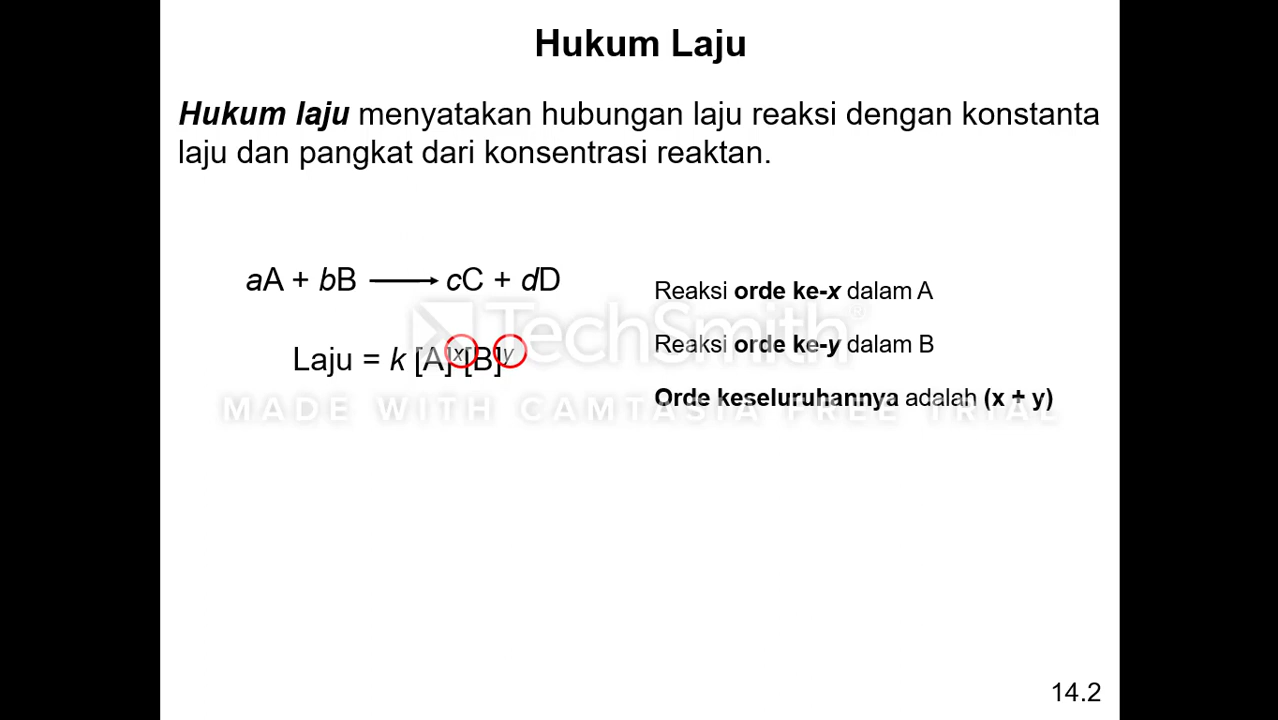 Hukum Laju
Hukum laju menyatakan hubungan laju reaksi dengan konstanta
laju dan pangkat dari konsentrasi reaktan.
aA + bB ⟶ cC + dD
Laju = k [A]x[B]y
Reaksi orde ke-x dalam A
Reaksi orde ke-y dalam B
Orde keseluruhannya adalah (x + y)
TechSmith®
MADE WITH CAMTASIA FREE TRIAL
14.2